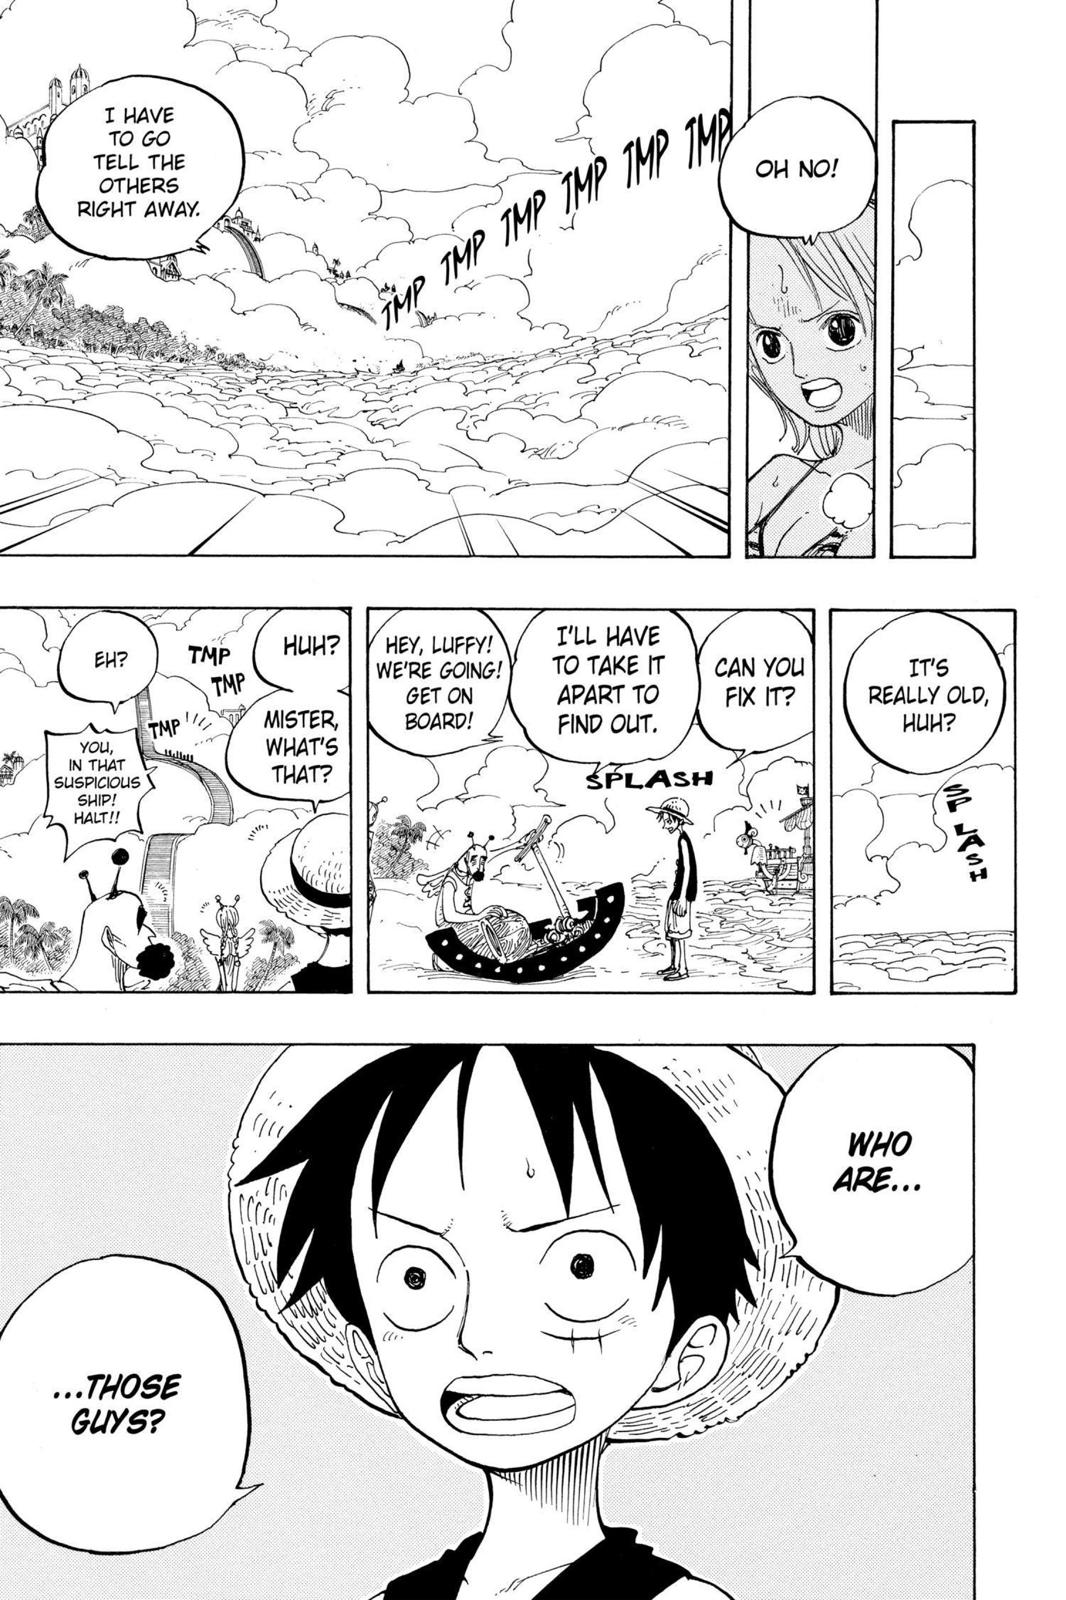 OH NO!
I HAVE
TO GO
TELL THE
OTHERS
RIGHT AWAY.
TMP TMP TMP TMP TMP TMP TMP
IT'S
REALLY OLD,
HUH?
SPLASH
CAN YOU
FIX IT?
I'LL HAVE
TO TAKE IT
APART TO
FIND OUT.
HEY, LUFFY!
WE'RE GOING!
GET ON
BOARD!
SPLASH
HUH?
MISTER,
WHAT'S
THAT?
TMP
TMP
TMP
EH?
YOU,
IN THAT
SUSPICIOUS
SHIP!
HALT!!
WHO
ARE...
...THOSE
GUYS?